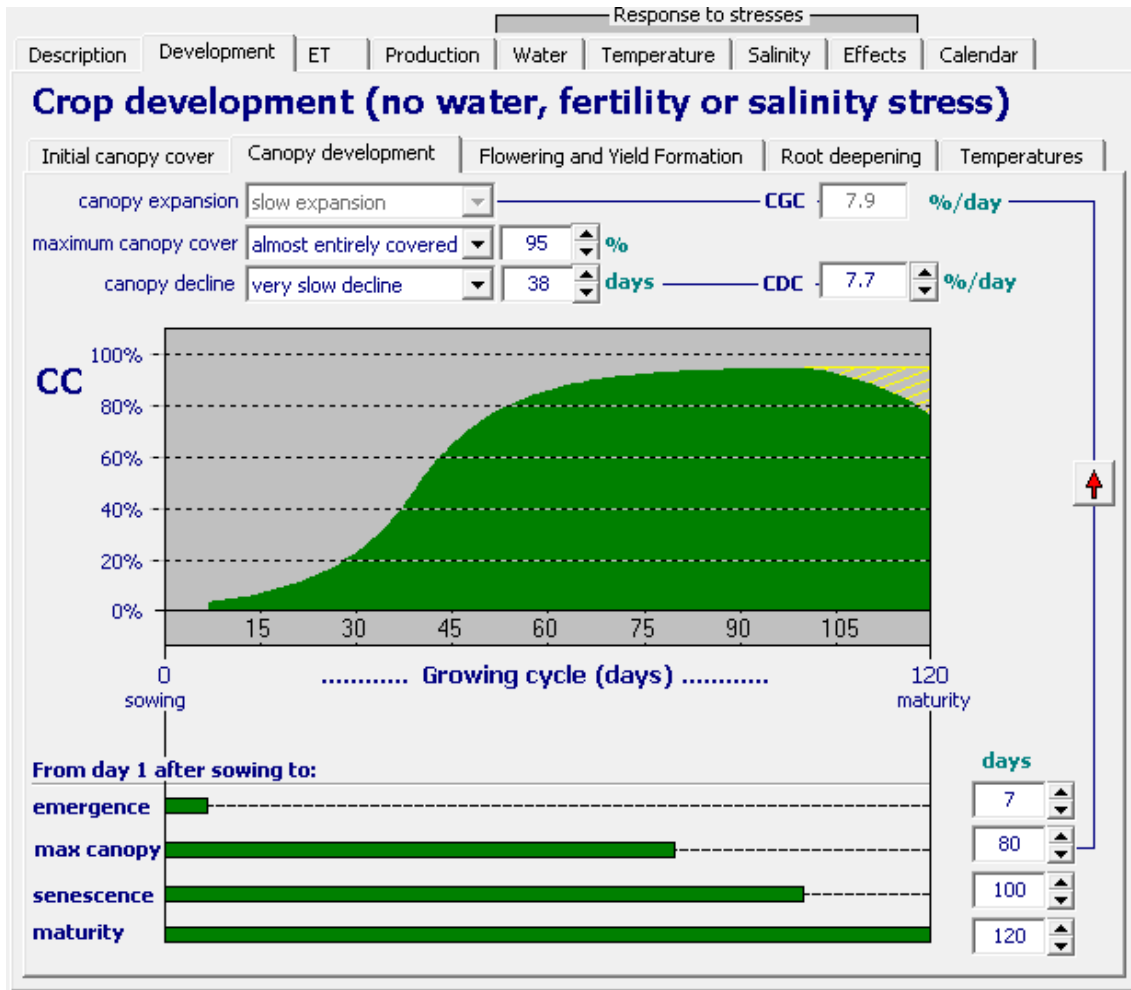 Response to stresses
Description Development ET Production Water Temperature Salinity Effects Calendar
Crop development (no water, fertility or salinity stress)
Initial canopy cover Canopy development Flowering and Yield Formation Root deepening Temperatures
canopy expansion slow expansion CGC 7.9 %/day
maximum canopy cover almost entirely covered 95 %
canopy decline very slow decline 38 days CDC 7.7 %/day
100%
CC
80%
60%
40%
20%
0%
15 30 45 60 75 90 105
0 ............ Growing cycle (days) ............ 120
sowing maturity
From day 1 after sowing to: days
emergence 7
max canopy 80
senescence 100
maturity 120